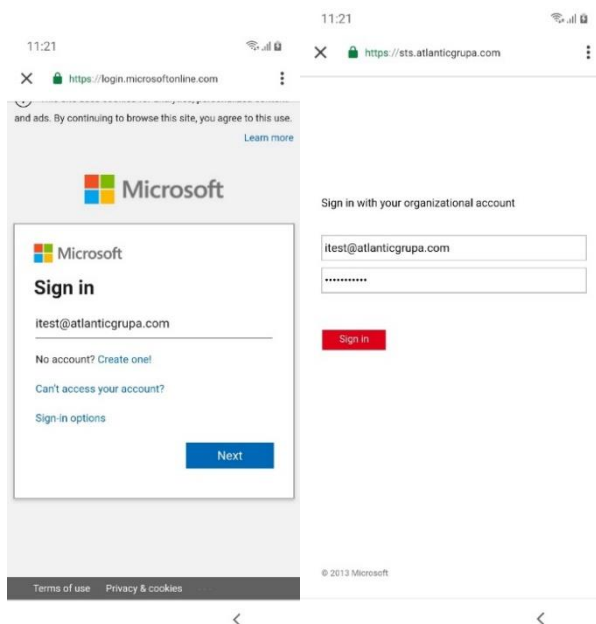 11:21
https://login.microsoftonline.com
and ads. By continuing to browse this site, you agree to this use.
Learn more
Microsoft
Microsoft
Sign in
itest@atlanticgrupa.com
No account? Create one!
Can't access your account?
Sign-in options
Next
Terms of use Privacy & cookies
11:21
https://sts.atlanticgrupa.com
Sign in with your organizational account
itest@atlanticgrupa.com
•••••••••••
Sign in
© 2013 Microsoft